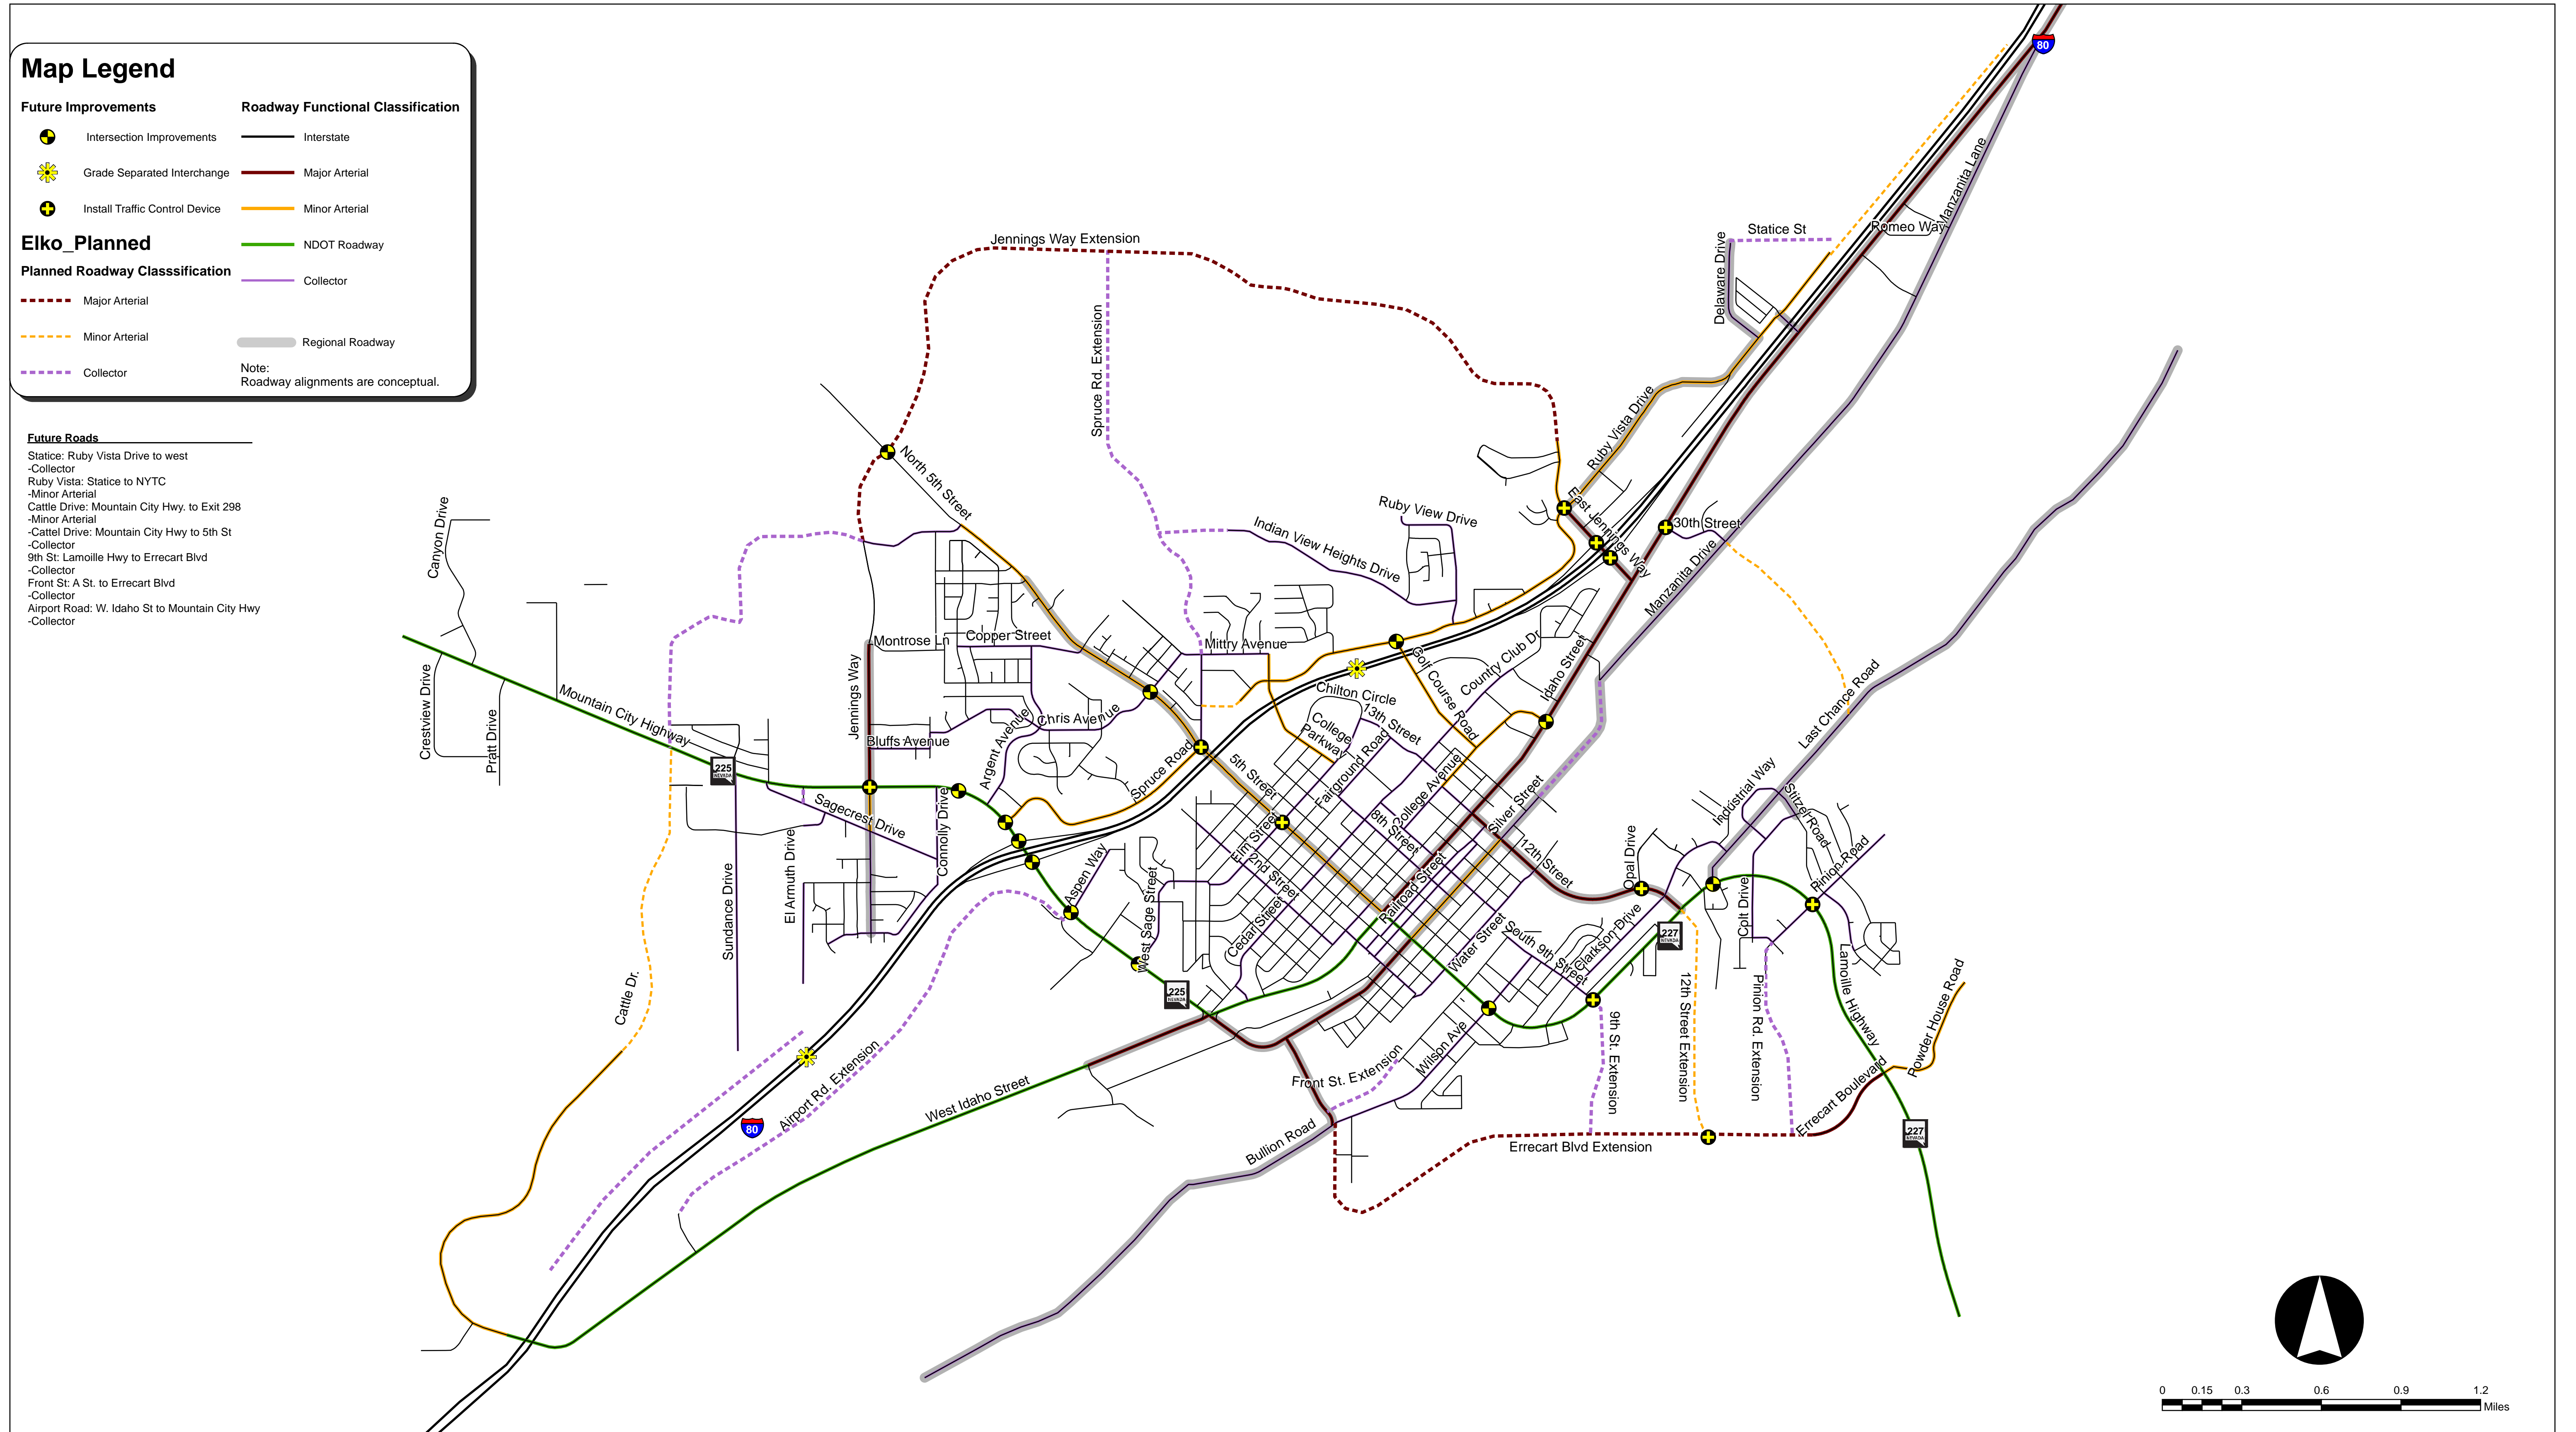 Map Legend
Future Improvements
Intersection Improvements
Grade Separated Interchange
Install Traffic Control Device
Elko_Planned
Planned Roadway Classsification
Major Arterial
Minor Arterial
Collector
Roadway Functional Classification
Interstate
Major Arterial
Minor Arterial
NDOT Roadway
Collector
Regional Roadway
Note:
Roadway alignments are conceptual.
Future Roads
Statice: Ruby Vista Drive to west
-Collector
Ruby Vista: Statice to NYTC
-Minor Arterial
Cattle Drive: Mountain City Hwy. to Exit 298
-Minor Arterial
-Cattel Drive: Mountain City Hwy to 5th St
-Collector
9th St: Lamoille Hwy to Errecart Blvd
-Collector
Front St: A St. to Errecart Blvd
-Collector
Airport Road: W. Idaho St to Mountain City Hwy
-Collector
80
Manzanita Lane
Romeo Way
Statice St
Delaware Drive
Jennings Way Extension
Spruce Rd. Extension
Ruby Vista Drive
North 5th Street
East Jennings Way
30th Street
Ruby View Drive
Indian View Heights Drive
Manzanita Drive
Canyon Drive
Montrose Ln
Copper Street
Mittry Avenue
Golf Course Road
Country Club Dr
Idaho Street
Chilton Circle
13th Street
College
Parkway
Fairground Road
Crestview Drive
Pratt Drive
Mountain City Highway
225
NEVADA
Jennings Way
Bluffs Avenue
Chris Avenue
Argent Avenue
Spruce Road
5th Street
College Avenue
8th Street
Silver Street
Last Chance Road
Industrial Way
Stitzel Road
Pinion Road
Sagecrest Drive
Connolly Drive
El Armuth Drive
Sundance Drive
Aspen Way
West Sage Street
Elm Street
2nd Street
Cedar Street
Railroad Street
12th Street
Opal Drive
Colt Drive
Water Street
South 9th Street
Clarkson Drive
227
NEVADA
225
NEVADA
Cattle Dr.
Airport Rd. Extension
80
West Idaho Street
Front St. Extension
Wilson Ave
Bullion Road
9th St. Extension
12th Street Extension
Pinion Rd. Extension
Lamoille Highway
Powder House Road
Errecart Boulevard
Errecart Blvd Extension
227
NEVADA
0 0.15 0.3 0.6 0.9 1.2
Miles